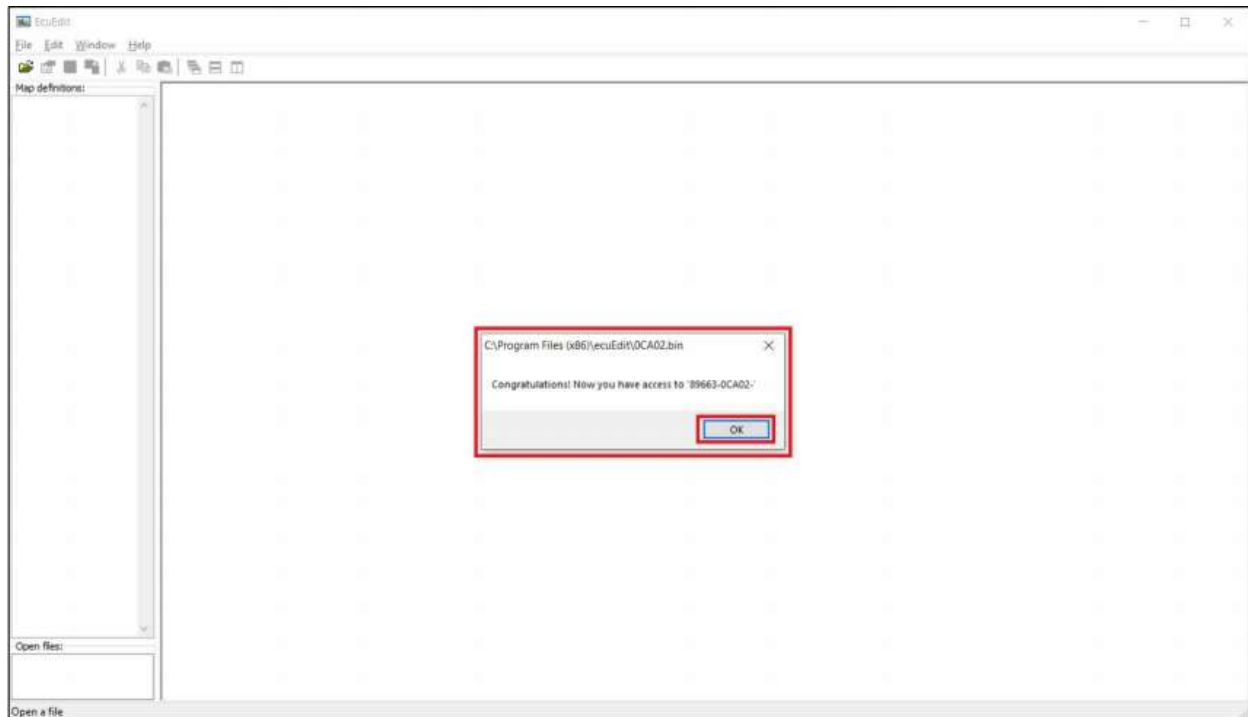 EcuEdit
File Edit Window Help
Map definitions:
C:\Program Files (x86)\ecuEdit\0CA02.bin
Congratulations! Now you have access to '89663-0CA02-'
OK
Open files:
Open a file